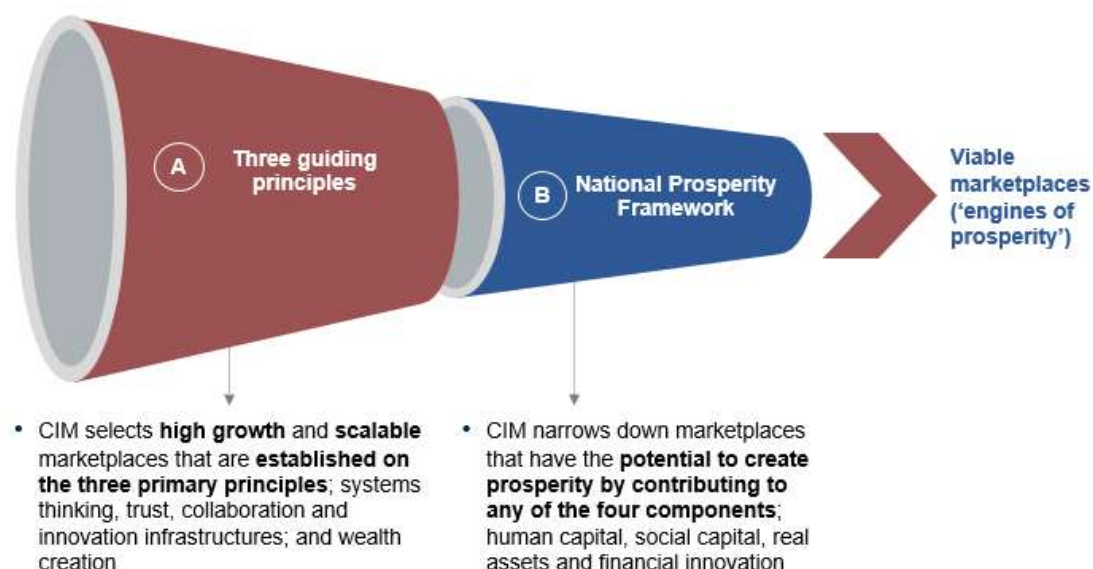 A
Three guiding
principles
B
National Prosperity
Framework
Viable
marketplaces
(‘engines of
prosperity’)
• CIM selects high growth and scalable
marketplaces that are established on
the three primary principles; systems
thinking, trust, collaboration and
innovation infrastructures; and wealth
creation
• CIM narrows down marketplaces
that have the potential to create
prosperity by contributing to
any of the four components;
human capital, social capital, real
assets and financial innovation